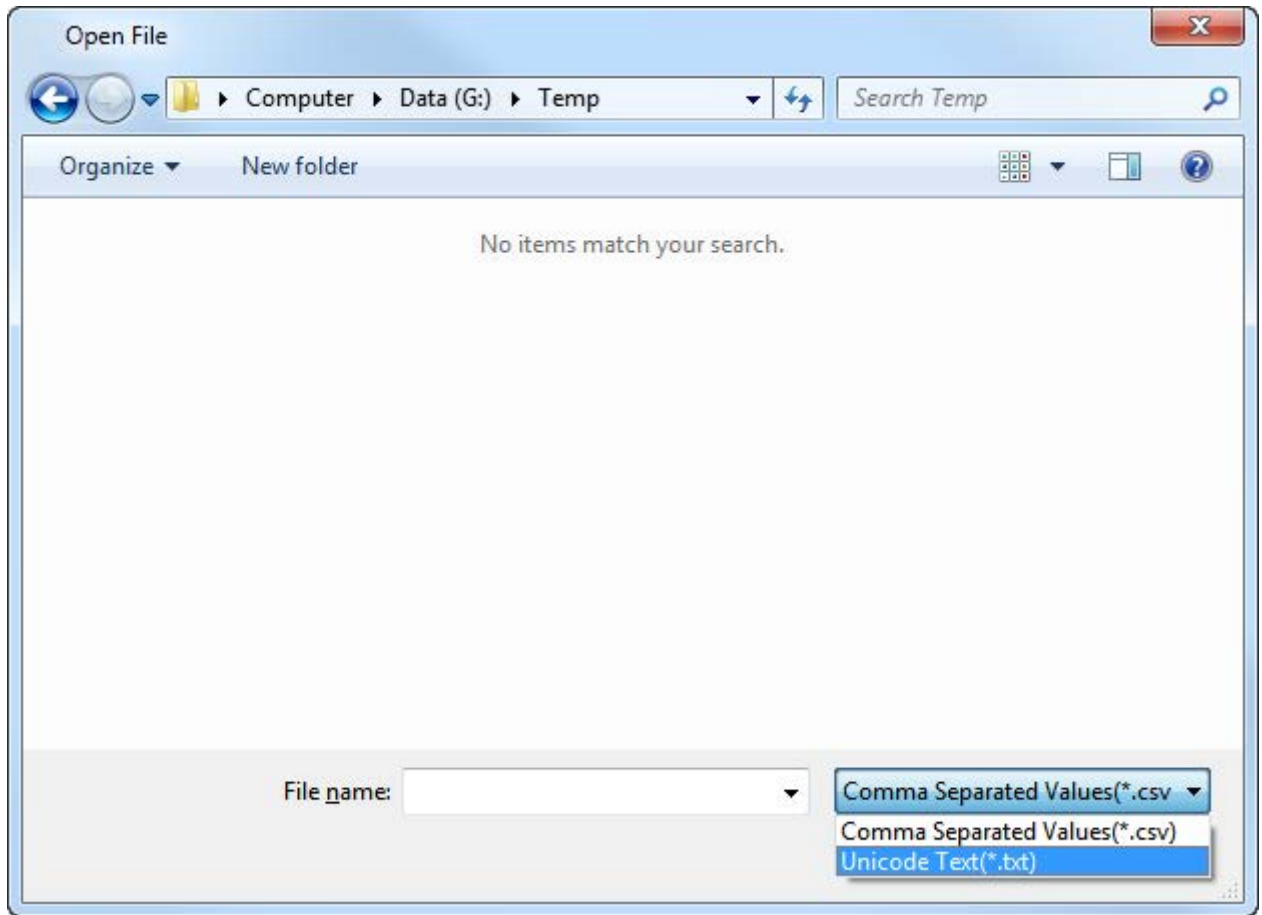 Open File
Computer Data (G:) Temp Search Temp
Organize New folder
No items match your search.
File name: Comma Separated Values(*.csv
Comma Separated Values(*.csv)
Unicode Text(*.txt)